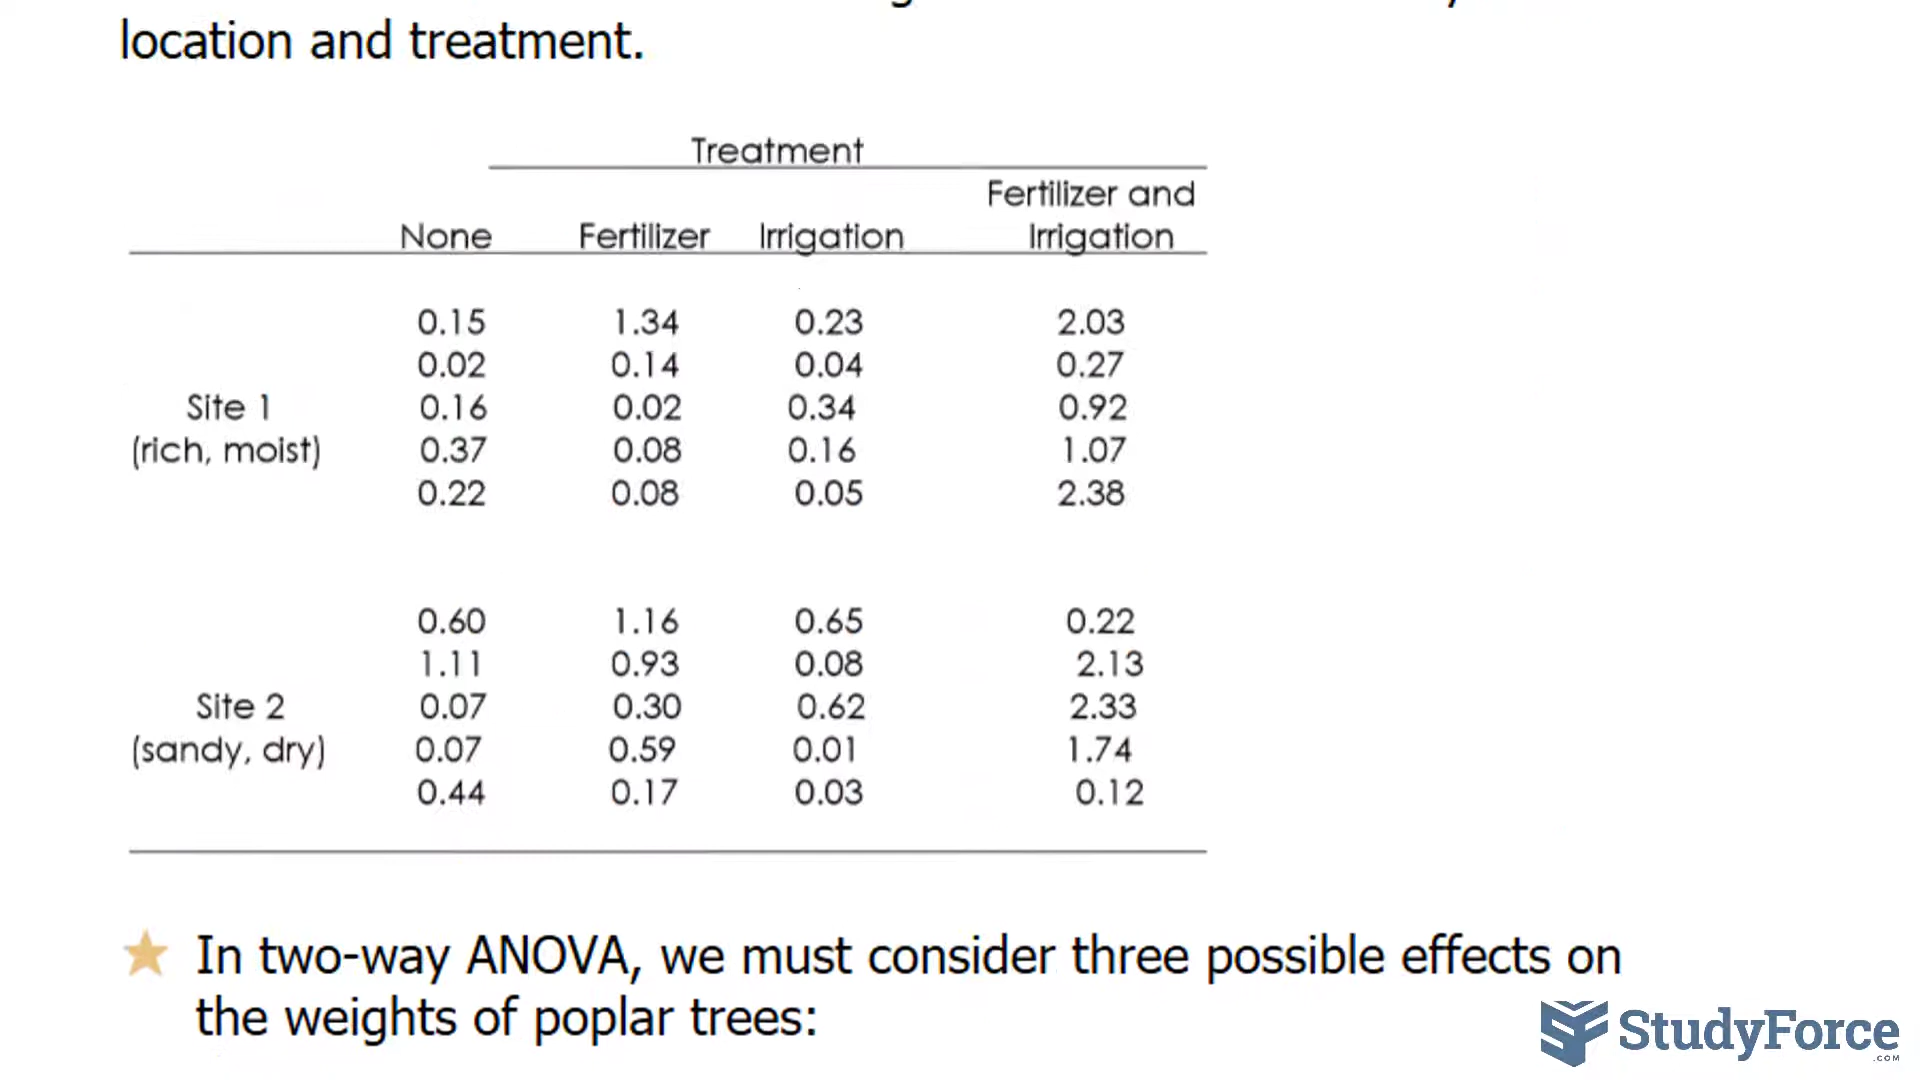 location and treatment.
Treatment
Fertilizer and
None Fertilizer Irrigation Irrigation
0.15 1.34 0.23 2.03
0.02 0.14 0.04 0.27
Site 1 0.16 0.02 0.34 0.92
(rich, moist) 0.37 0.08 0.16 1.07
0.22 0.08 0.05 2.38
0.60 1.16 0.65 0.22
1.11 0.93 0.08 2.13
Site 2 0.07 0.30 0.62 2.33
(sandy, dry) 0.07 0.59 0.01 1.74
0.44 0.17 0.03 0.12
In two-way ANOVA, we must consider three possible effects on
the weights of poplar trees:
StudyForce
.COM